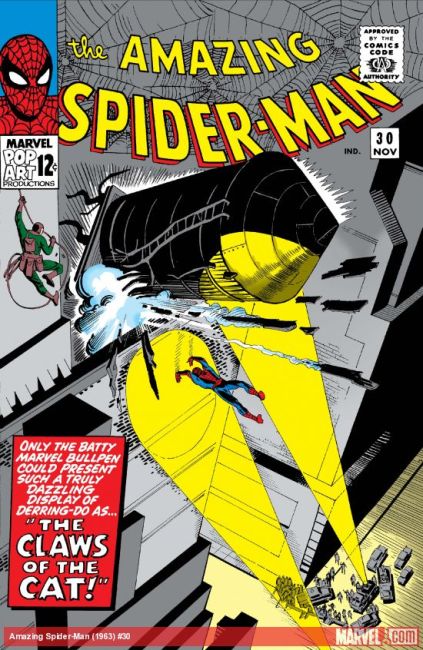 the AMAZING
SPIDER-MAN
APPROVED
BY THE
COMICS
CODE
CA
AUTHORITY
MARVEL
POP
ART
PRODUCTIONS
12¢
IND.
30
NOV
ONLY THE BATTY
MARVEL BULLPEN
COULD PRESENT
SUCH A TRULY
DAZZLING
DISPLAY OF
DERRING-DO AS...
"THE
CLAWS
OF THE
CAT!"
Amazing Spider-Man (1963) #30
MARVEL.com